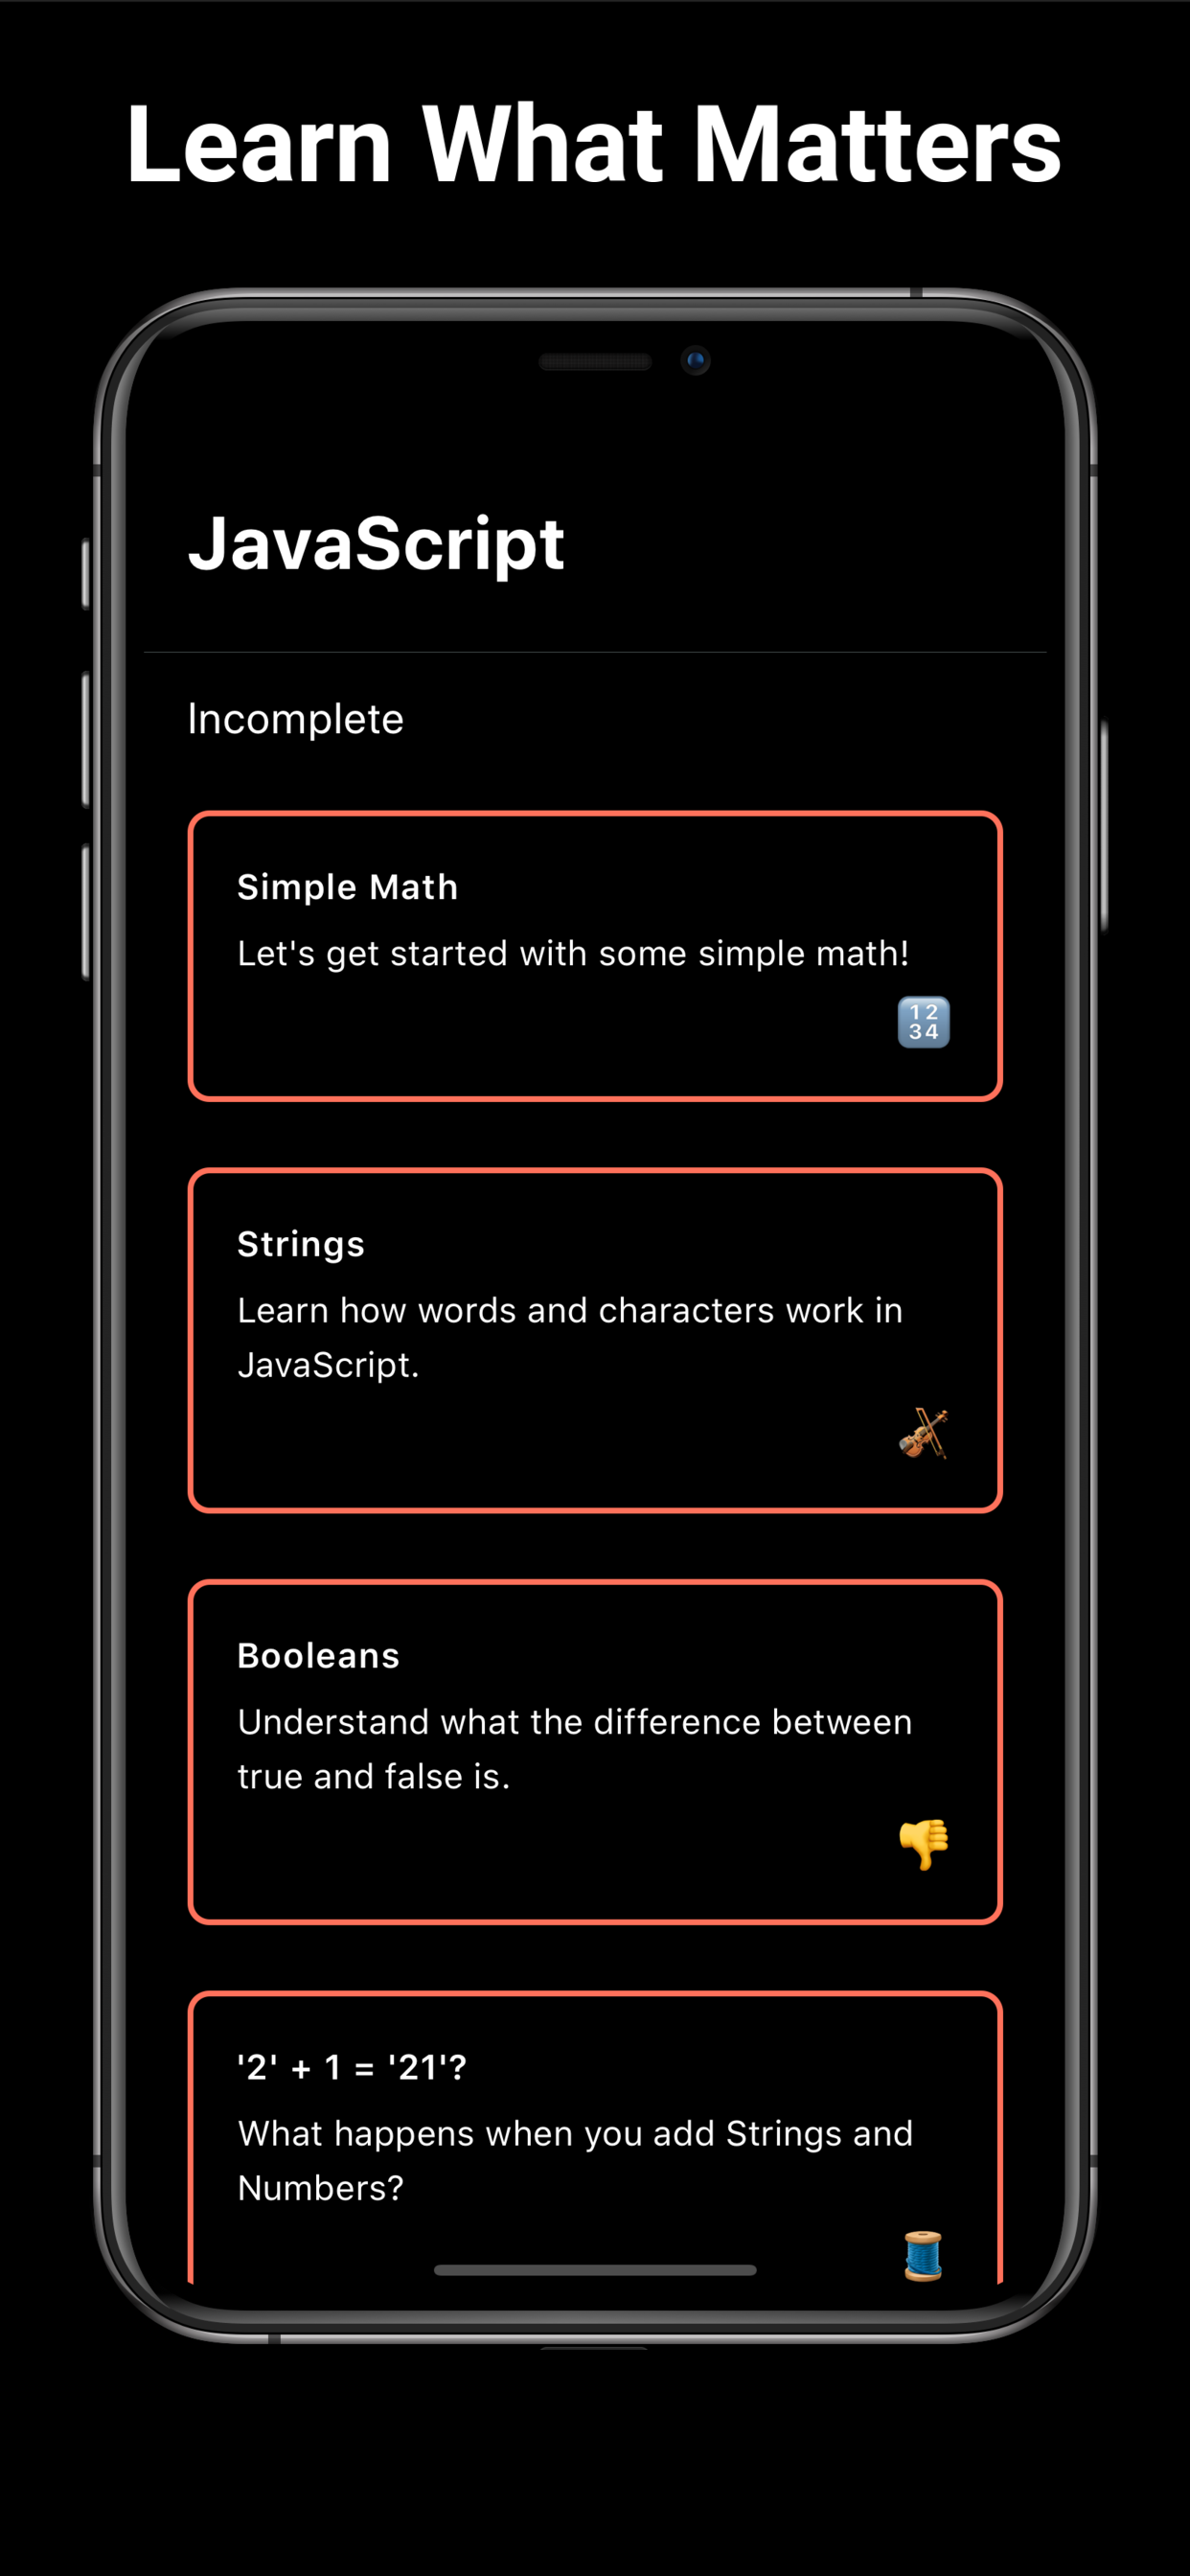 Learn What Matters
JavaScript
Incomplete
Simple Math
Let's get started with some simple math!
12
34
Strings
Learn how words and characters work in
JavaScript.
Booleans
Understand what the difference between
true and false is.
'2' + 1 = '21'?
What happens when you add Strings and
Numbers?